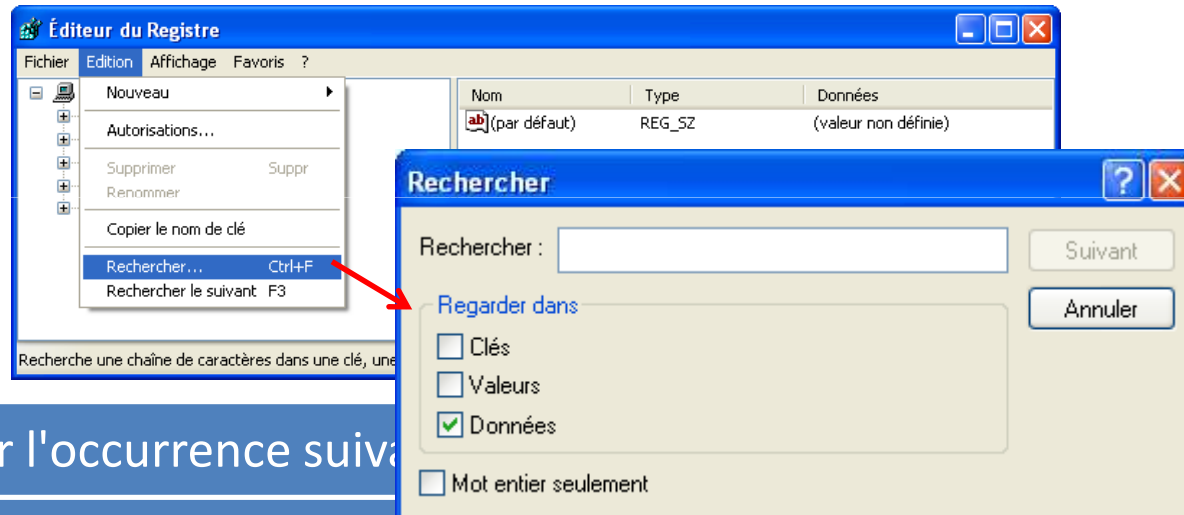 Éditeur du Registre
Fichier Edition Affichage Favoris ?
Nouveau
Autorisations...
Supprimer Suppr
Renommer
Copier le nom de clé
Rechercher... Ctrl+F
Rechercher le suivant F3
Nom Type Données
ab (par défaut) REG_SZ (valeur non définie)
Recherche une chaîne de caractères dans une clé, une
Rechercher
Rechercher :
Suivant
Annuler
Regarder dans
Clés
Valeurs
Données
Mot entier seulement
r l'occurrence suiva